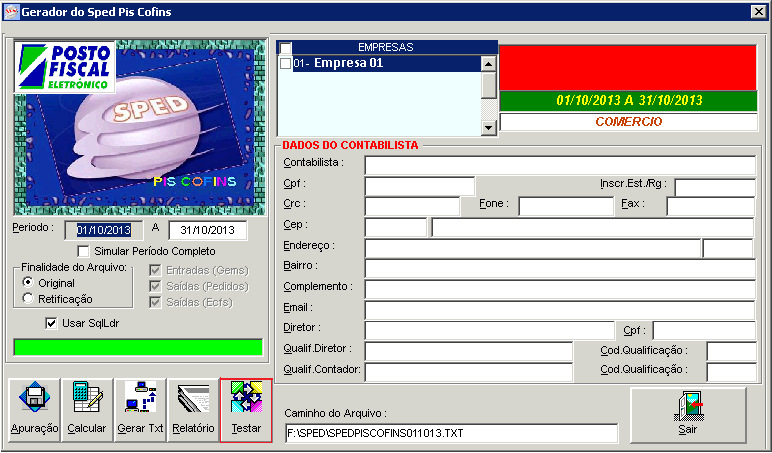 Gerador do Sped Pis Cofins
POSTO
FISCAL
ELETRÔNICO
SPED
PIS COFINS
Periodo :
01/10/2013
A
31/10/2013
Simular Período Completo
Finalidade do Arquivo:
Original
Retificação
Entradas (Gems)
Saídas (Pedidos)
Saídas (Ecfs)
Usar SqlLdr
Apuração
Calcular
Gerar Txt
Relatório
Testar
EMPRESAS
01- Empresa 01
01/10/2013 A 31/10/2013
COMERCIO
DADOS DO CONTABILISTA
Contabilista :
Cpf :
Inscr.Est./Rg :
Crc :
Fone :
Fax :
Cep :
Endereço :
Bairro :
Complemento :
Email :
Diretor :
Cpf :
Qualif.Diretor :
Cod.Qualificação :
Qualif.Contador:
Cod.Qualificação :
Caminho do Arquivo :
F:\SPED\SPEDPISCOFINS011013.TXT
Sair